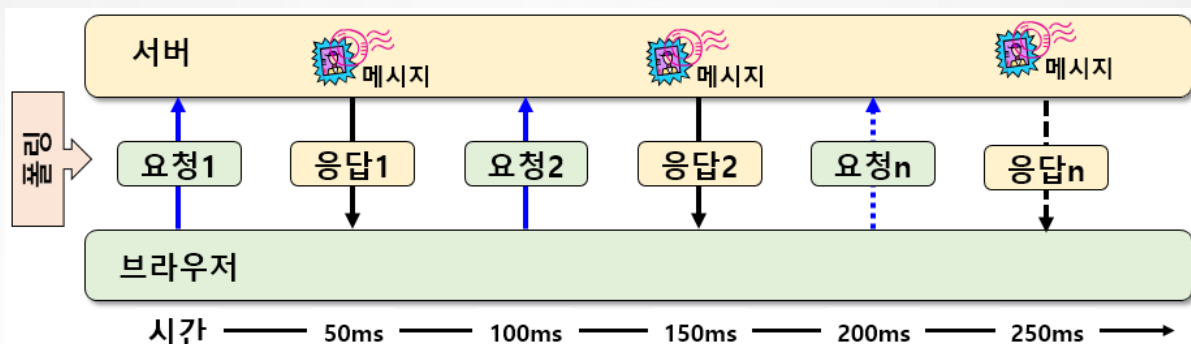 서버
메시지
메시지
메시지
폴링
요청1
응답1
요청2
응답2
요청n
응답n
브라우저
시간
50ms
100ms
150ms
200ms
250ms